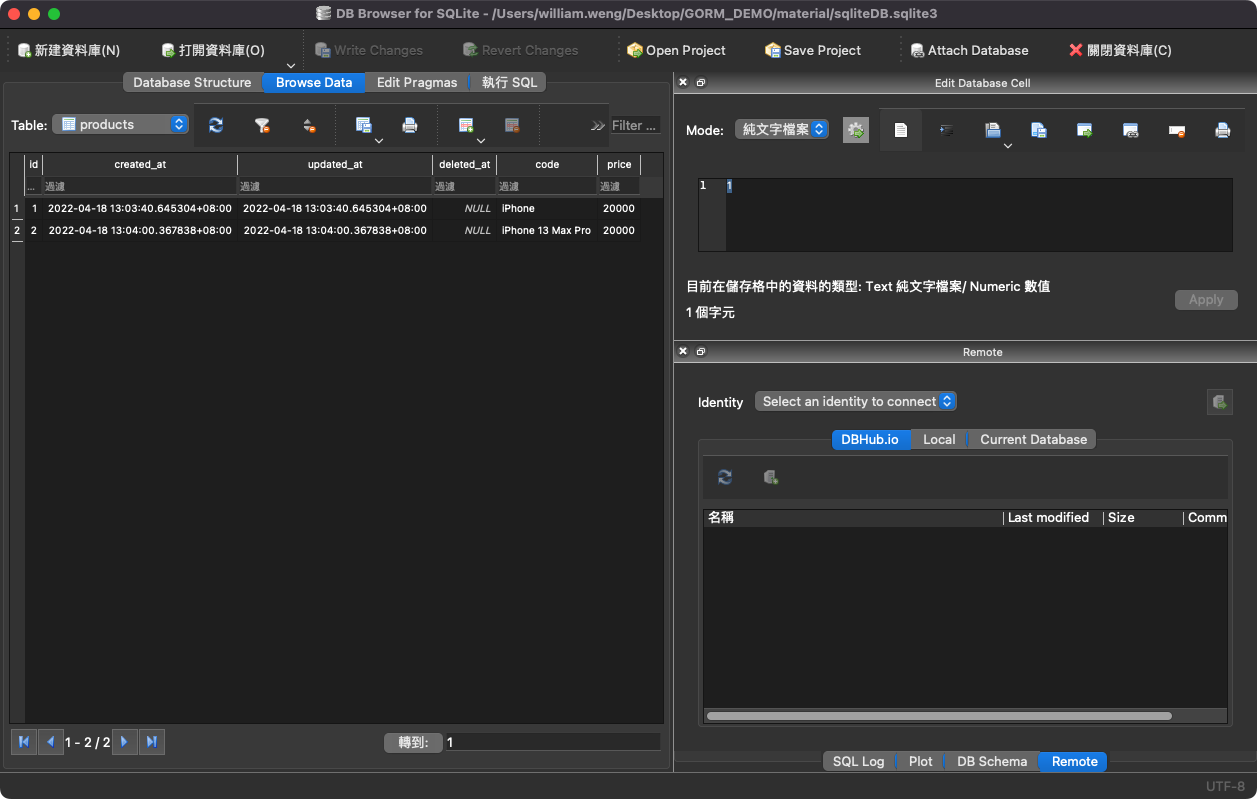 DB Browser for SQLite - /Users/william.weng/Desktop/GORM_DEMO/material/sqliteDB.sqlite3
新建資料庫(N) 打開資料庫(O) Write Changes Revert Changes Open Project Save Project Attach Database 關閉資料庫(C)
Database Structure Browse Data Edit Pragmas 執行 SQL
Table: products Filter ...
id created_at updated_at deleted_at code price
... 過濾 過濾 過濾 過濾 過濾
1 1 2022-04-18 13:03:40.645304+08:00 2022-04-18 13:03:40.645304+08:00 NULL iPhone 20000
2 2 2022-04-18 13:04:00.367838+08:00 2022-04-18 13:04:00.367838+08:00 NULL iPhone 13 Max Pro 20000
1 - 2 / 2 轉到: 1
Edit Database Cell
Mode: 純文字檔案
1 1
目前在儲存格中的資料的類型: Text 純文字檔案/ Numeric 數值
1 個字元
Apply
Remote
Identity Select an identity to connect
DBHub.io Local Current Database
名稱 Last modified Size Comm
SQL Log Plot DB Schema Remote
UTF-8